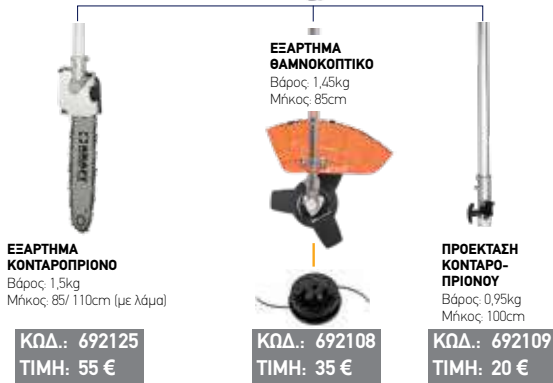 ΕΞΑΡΤΗΜΑ
ΘΑΜΝΟΚΟΠΤΙΚΟ
Βάρος: 1,45kg
Μήκος: 85cm
ΕΞΑΡΤΗΜΑ
ΚΟΝΤΑΡΟΠΡΙΟΝΟ
Βάρος: 1,5kg
Μήκος: 85/ 110cm (με λάμα)
ΠΡΟΕΚΤΑΣΗ
ΚΟΝΤΑΡΟ-
ΠΡΙΟΝΟΥ
Βάρος: 0,95kg
Μήκος: 100cm
ΚΩΔ.: 692125
ΤΙΜΗ: 55 €
ΚΩΔ.: 692108
ΤΙΜΗ: 35 €
ΚΩΔ.: 692109
ΤΙΜΗ: 20 €